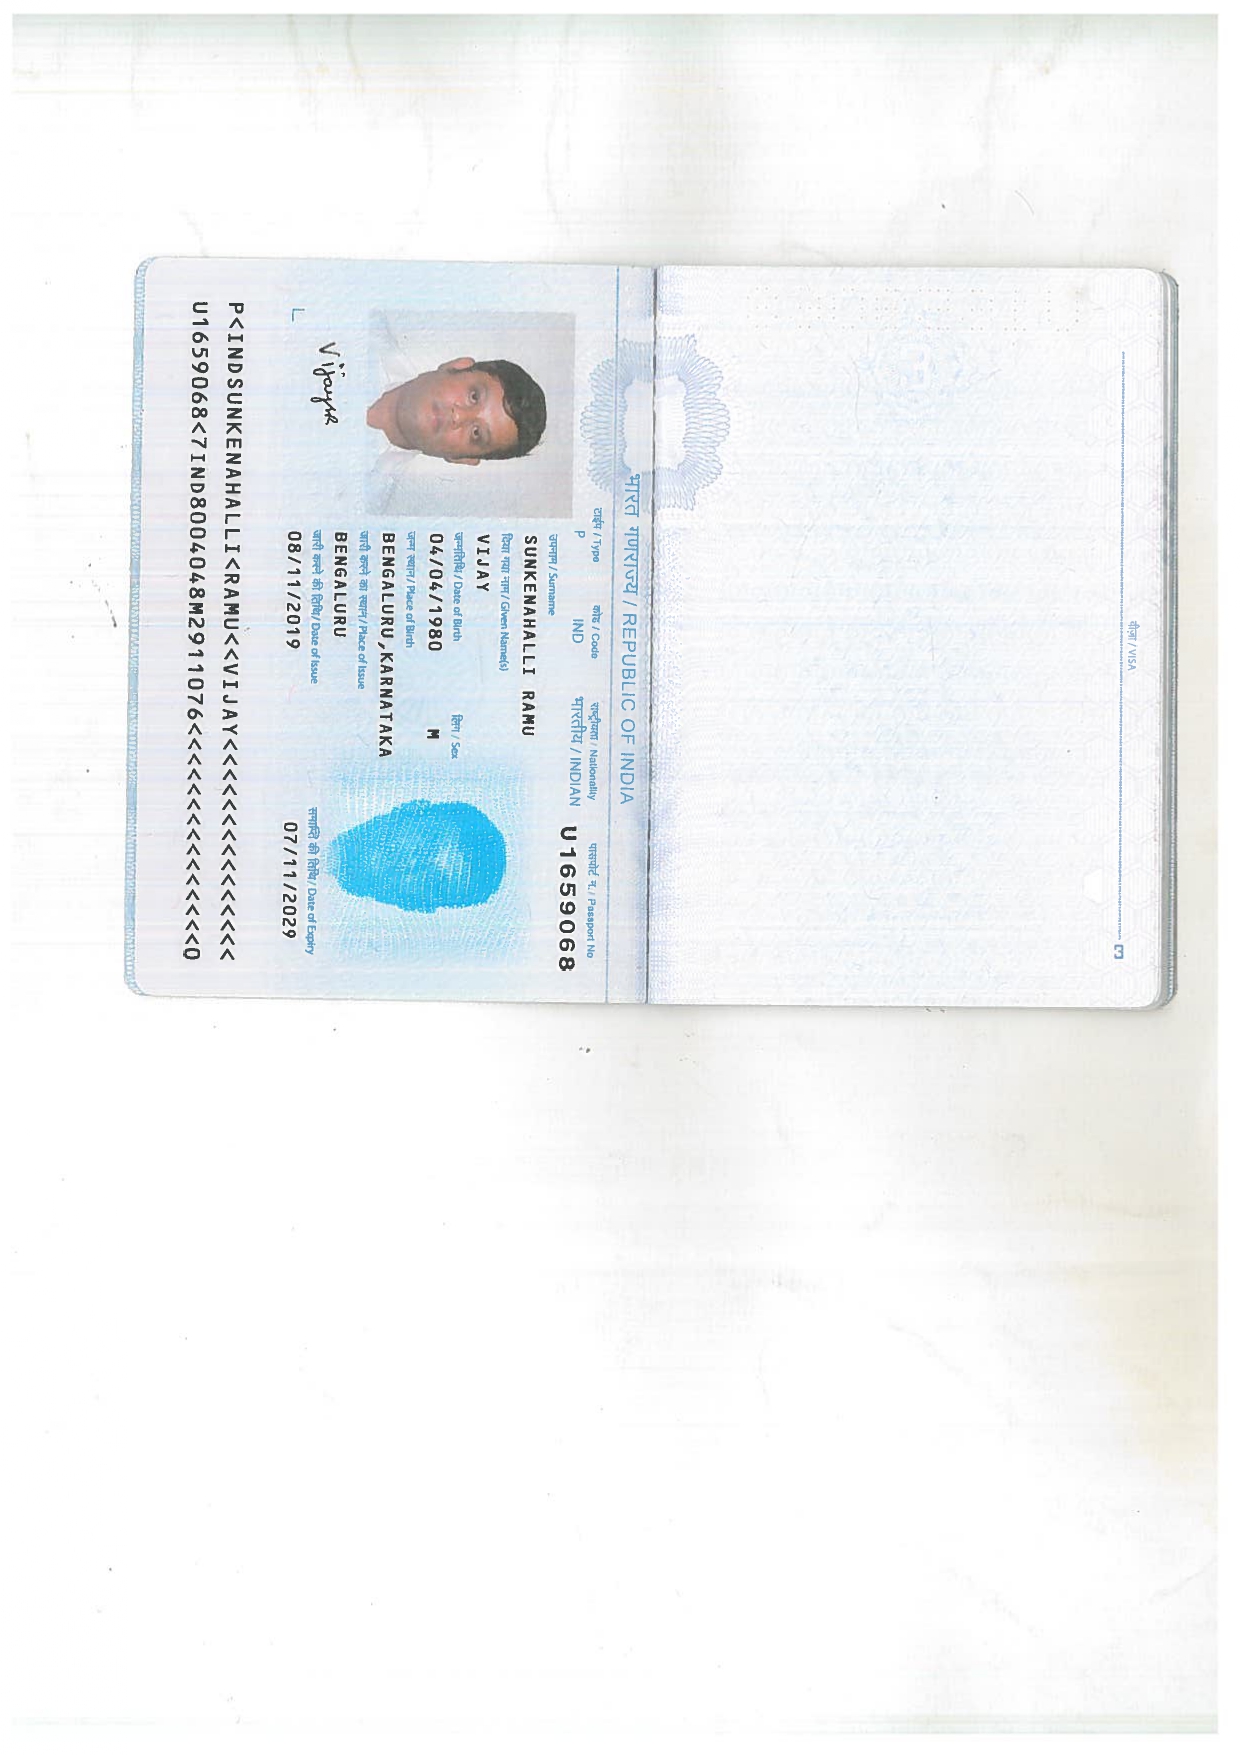 वीज़ा / VISA
3
भारत गणराज्य / REPUBLIC OF INDIA
टाईप / Type
कोड / Code
राष्ट्रीयता / Nationality
पासपोर्ट न. / Passport No
P
IND
भारतीय / INDIAN
U1659068
उपनाम / Surname
SUNKENAHALLI RAMU
दिया गया नाम / Given Name(s)
VIJAY
जन्मतिथि / Date of Birth
लिंग / Sex
04/04/1980
M
जन्म स्थान / Place of Birth
BENGALURU,KARNATAKA
जारी करने का स्थान / Place of Issue
BENGALURU
जारी करने की तिथि / Date of Issue
समाप्ति की तिथि / Date of Expiry
08/11/2019
07/11/2029
P<INDSUNKENAHALLI<RAMU<<VIJAY<<<<<<<<<<<<<<<
U1659068<7IND8004048M2911076<<<<<<<<<<<<<<<0